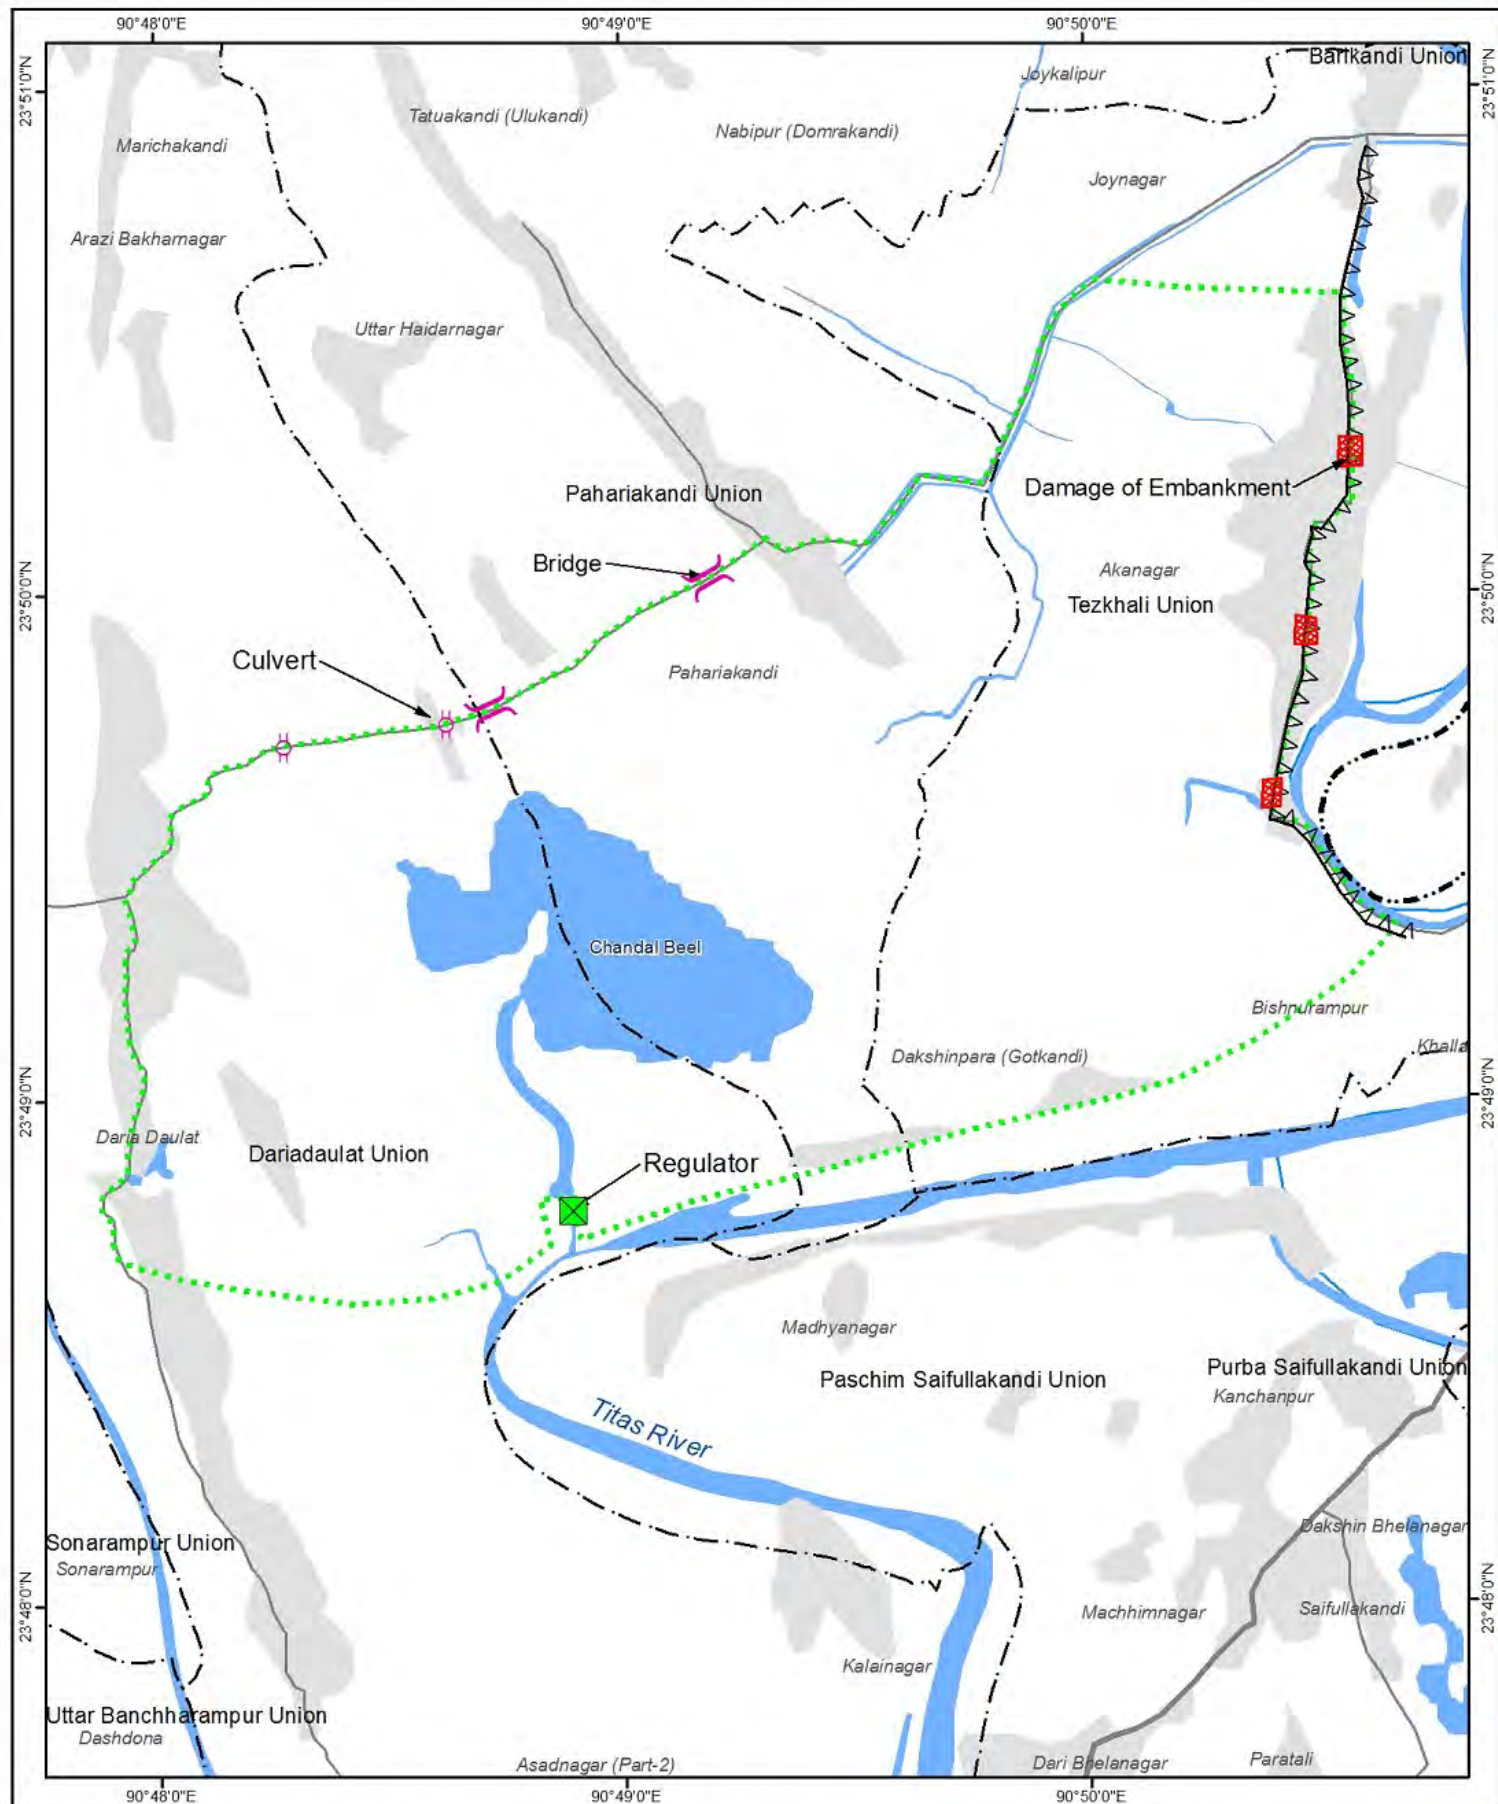 90°48'0"E
90°49'0"E
90°50'0"E
23°51'0"N
23°51'0"N
Barikandi Union
Joykalipur
Tatuakandi (Ulukandi)
Nabipur (Domrakandi)
Marichakandi
Joynagar
Arazi Bakharnagar
Uttar Haidarnagar
Pahariakandi Union
Damage of Embankment
Bridge
Akanagar
23°50'0"N
23°50'0"N
Tezkhali Union
Culvert
Pahariakandi
Chandal Beel
Bishnurampur
Khalla
Dakshinpara (Gotkandi)
23°49'0"N
23°49'0"N
Daria Daulat
Dariadaulat Union
Regulator
Madhyanagar
Paschim Saifullakandi Union
Purba Saifullakandi Union
Kanchanpur
Titas River
Dakshin Bhelanagar
Sonarampur Union
Sonarampur
23°48'0"N
23°48'0"N
Machhimnagar
Saifullakandi
Kalainagar
Uttar Banchharampur Union
Dashdona
Asadnagar (Part-2)
Dari Bhelanagar
Paratali
90°48'0"E
90°49'0"E
90°50'0"E